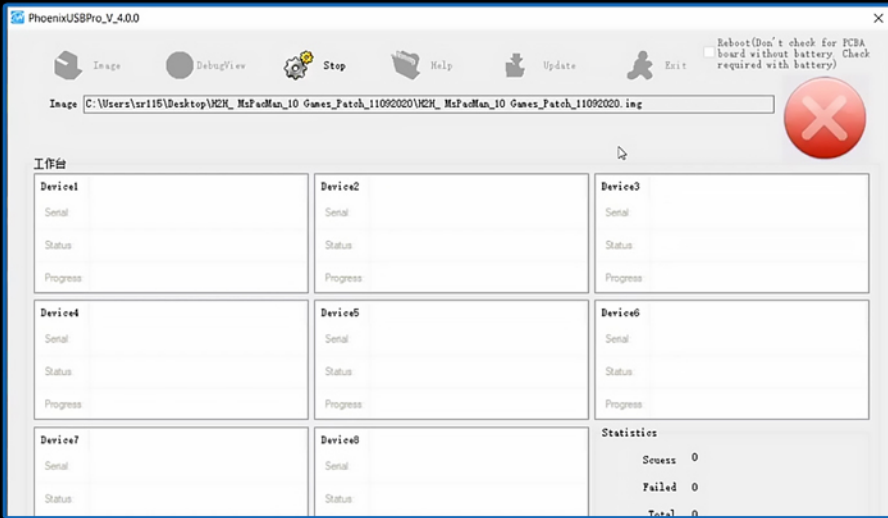 PhoenixUSBPro_V_4.0.0
Image DebugView Stop Help Update Exit
Reboot(Don't check for PCBA
board without battery Check
required with battery)
Image C:\Users\sr115\Desktop\H2H_ MsPacMan_10 Games_Patch_11092020\H2H_ MsPacMan_10 Games_Patch_11092020.img
工作台
Device1 Device2 Device3
Serial Serial Serial
Status Status Status
Progress Progress Progress
Device4 Device5 Device6
Serial Serial Serial
Status Status Status
Progress Progress Progress
Device7 Device8 Statistics
Serial Serial Scuess 0
Status Status Failed 0
Total 0